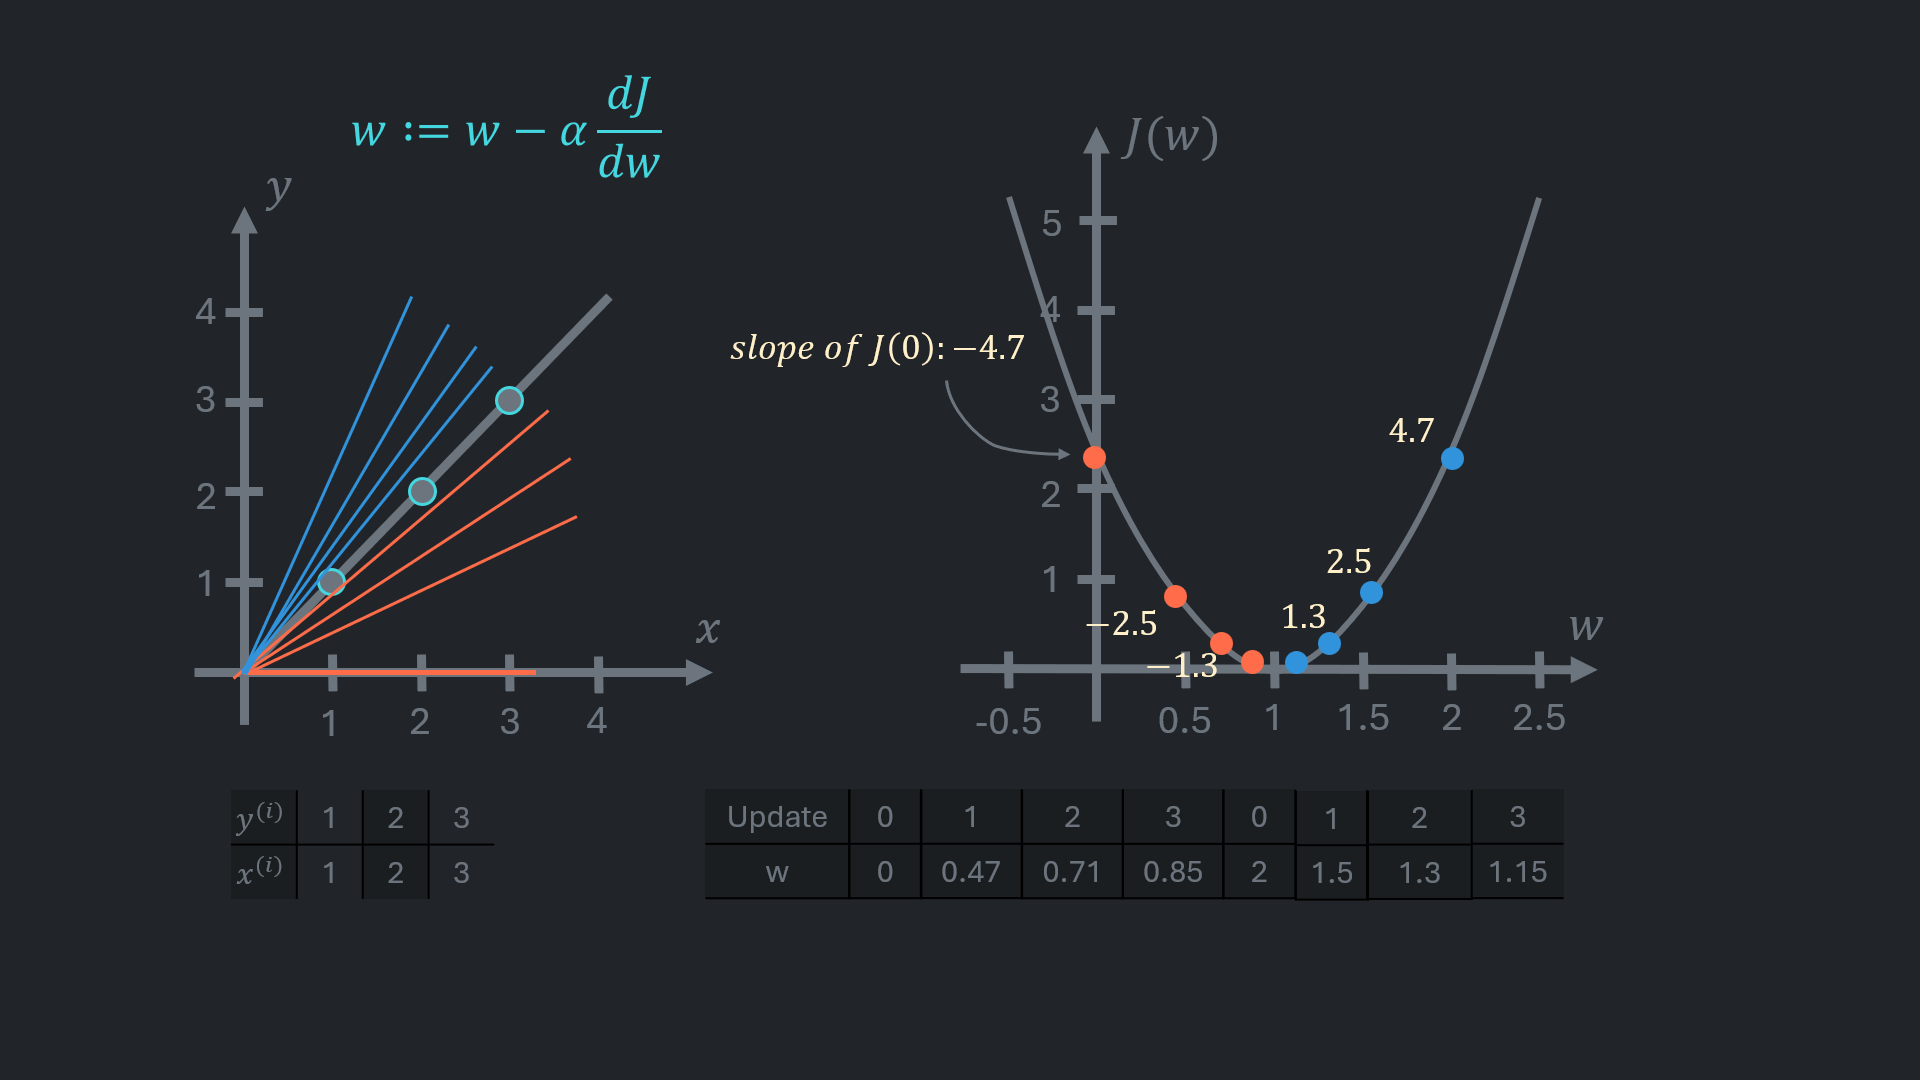 w := w − α dJ/dw
y
4
3
2
1
x
1 2 3 4
J(w)
5
4
slope of J(0): −4.7
3
4.7
2
2.5
1
1.3
−2.5
w
−1.3
-0.5 0.5 1 1.5 2 2.5
y^(i) 1 2 3
x^(i) 1 2 3
Update 0 1 2 3 0 1 2 3
w 0 0.47 0.71 0.85 2 1.5 1.3 1.15